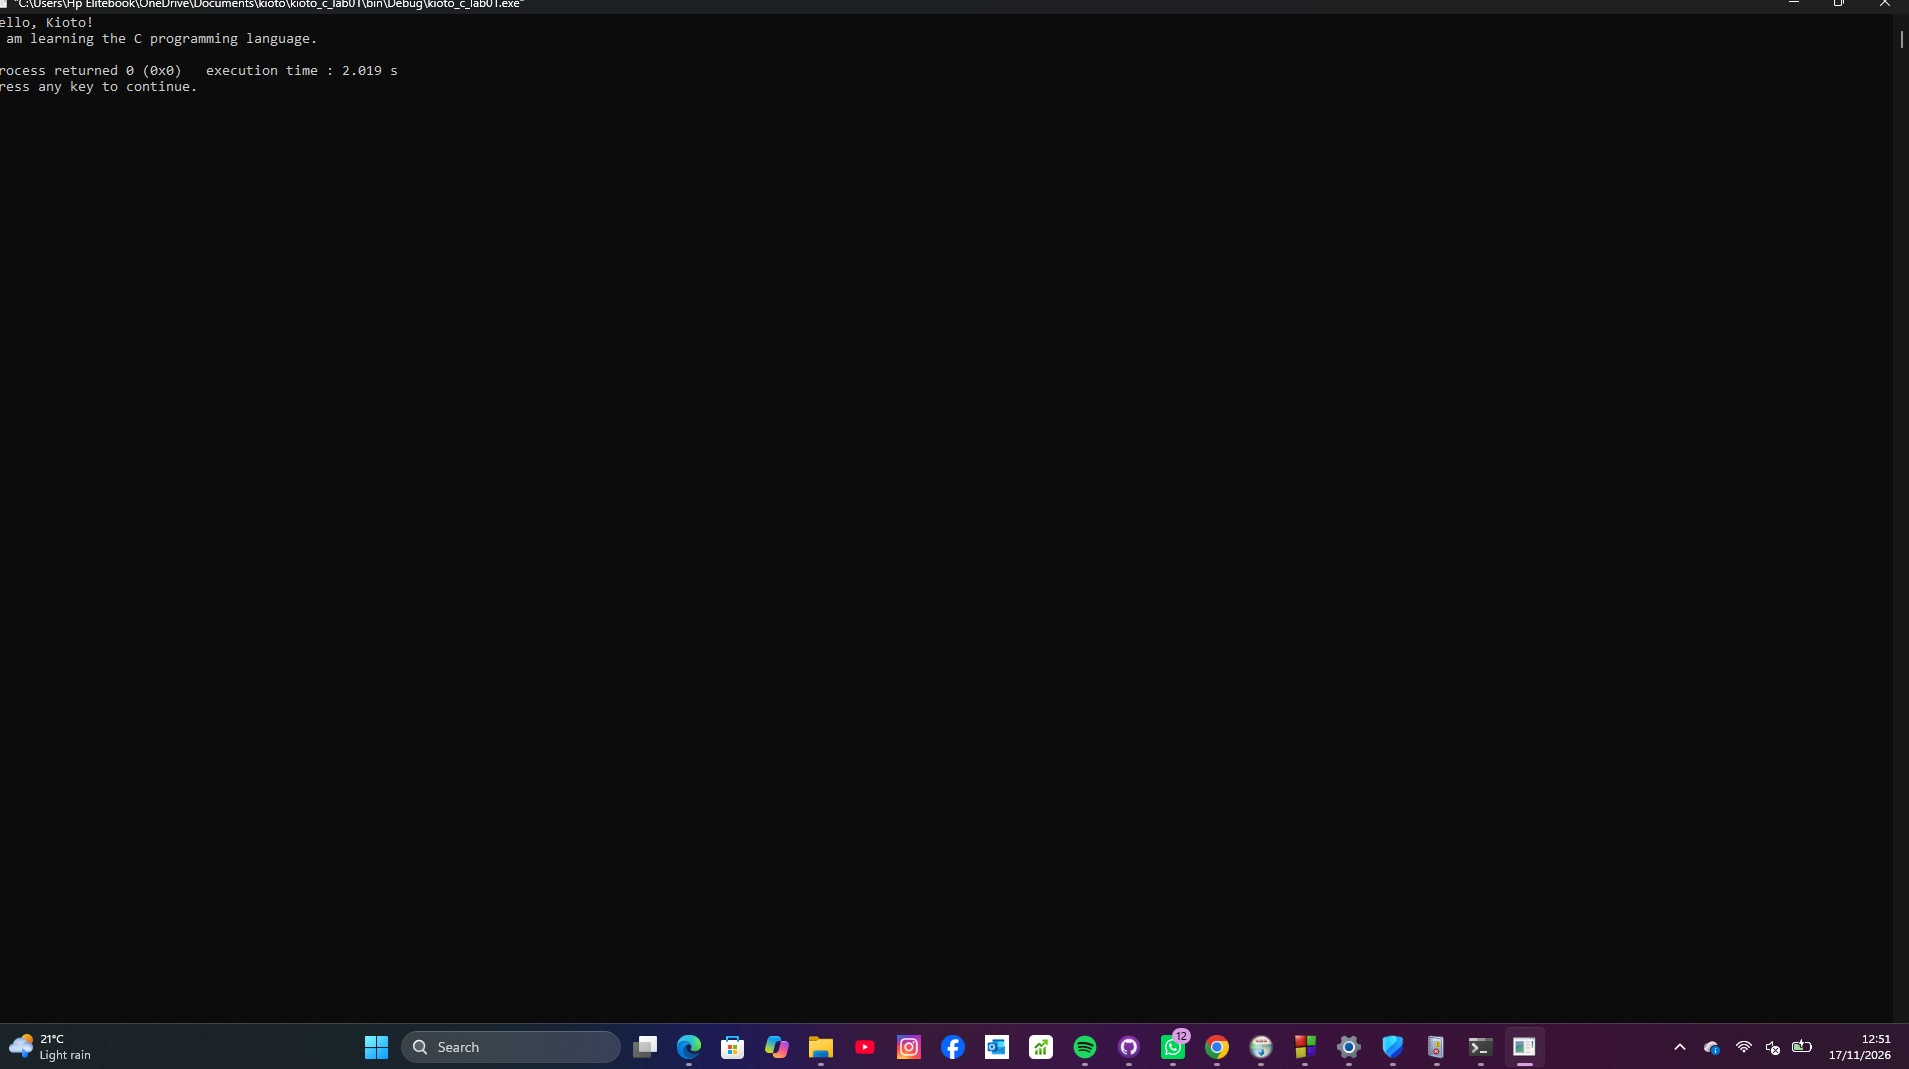 "C:\Users\Hp Elitebook\OneDrive\Documents\kioto\kioto_c_lab01\bin\Debug\kioto_c_lab01.exe"
ello, Kioto!
am learning the C programming language.
rocess returned 0 (0x0)   execution time : 2.019 s
ress any key to continue.
21°C
Light rain
Search
12
12:51
17/11/2026